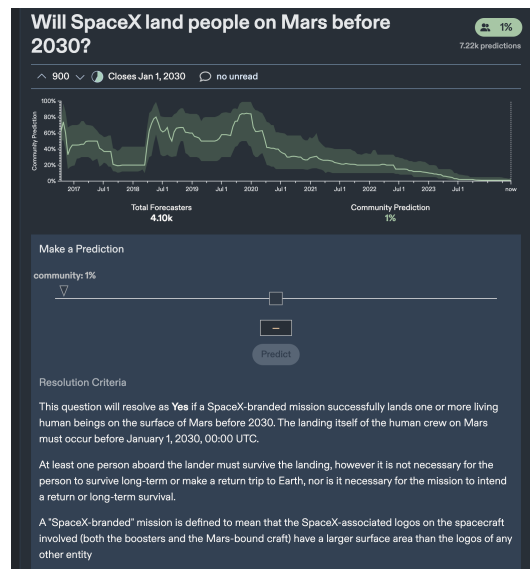 Will SpaceX land people on Mars before
2030?
1%
7.22k predictions
900
Closes Jan 1, 2030
no unread
100%
80%
60%
40%
20%
0%
Community Prediction
2017 Jul 1 2018 Jul 1 2019 Jul 1 2020 Jul 1 2021 Jul 1 2022 Jul 1 2023 Jul 1 now
Total Forecasters
4.10k
Community Prediction
1%
Make a Prediction
community: 1%
–
Predict
Resolution Criteria
This question will resolve as Yes if a SpaceX-branded mission successfully lands one or more living
human beings on the surface of Mars before 2030. The landing itself of the human crew on Mars
must occur before January 1, 2030, 00:00 UTC.
At least one person aboard the lander must survive the landing, however it is not necessary for the
person to survive long-term or make a return trip to Earth, nor is it necessary for the mission to intend
a return or long-term survival.
A "SpaceX-branded" mission is defined to mean that the SpaceX-associated logos on the spacecraft
involved (both the boosters and the Mars-bound craft) have a larger surface area than the logos of any
other entity